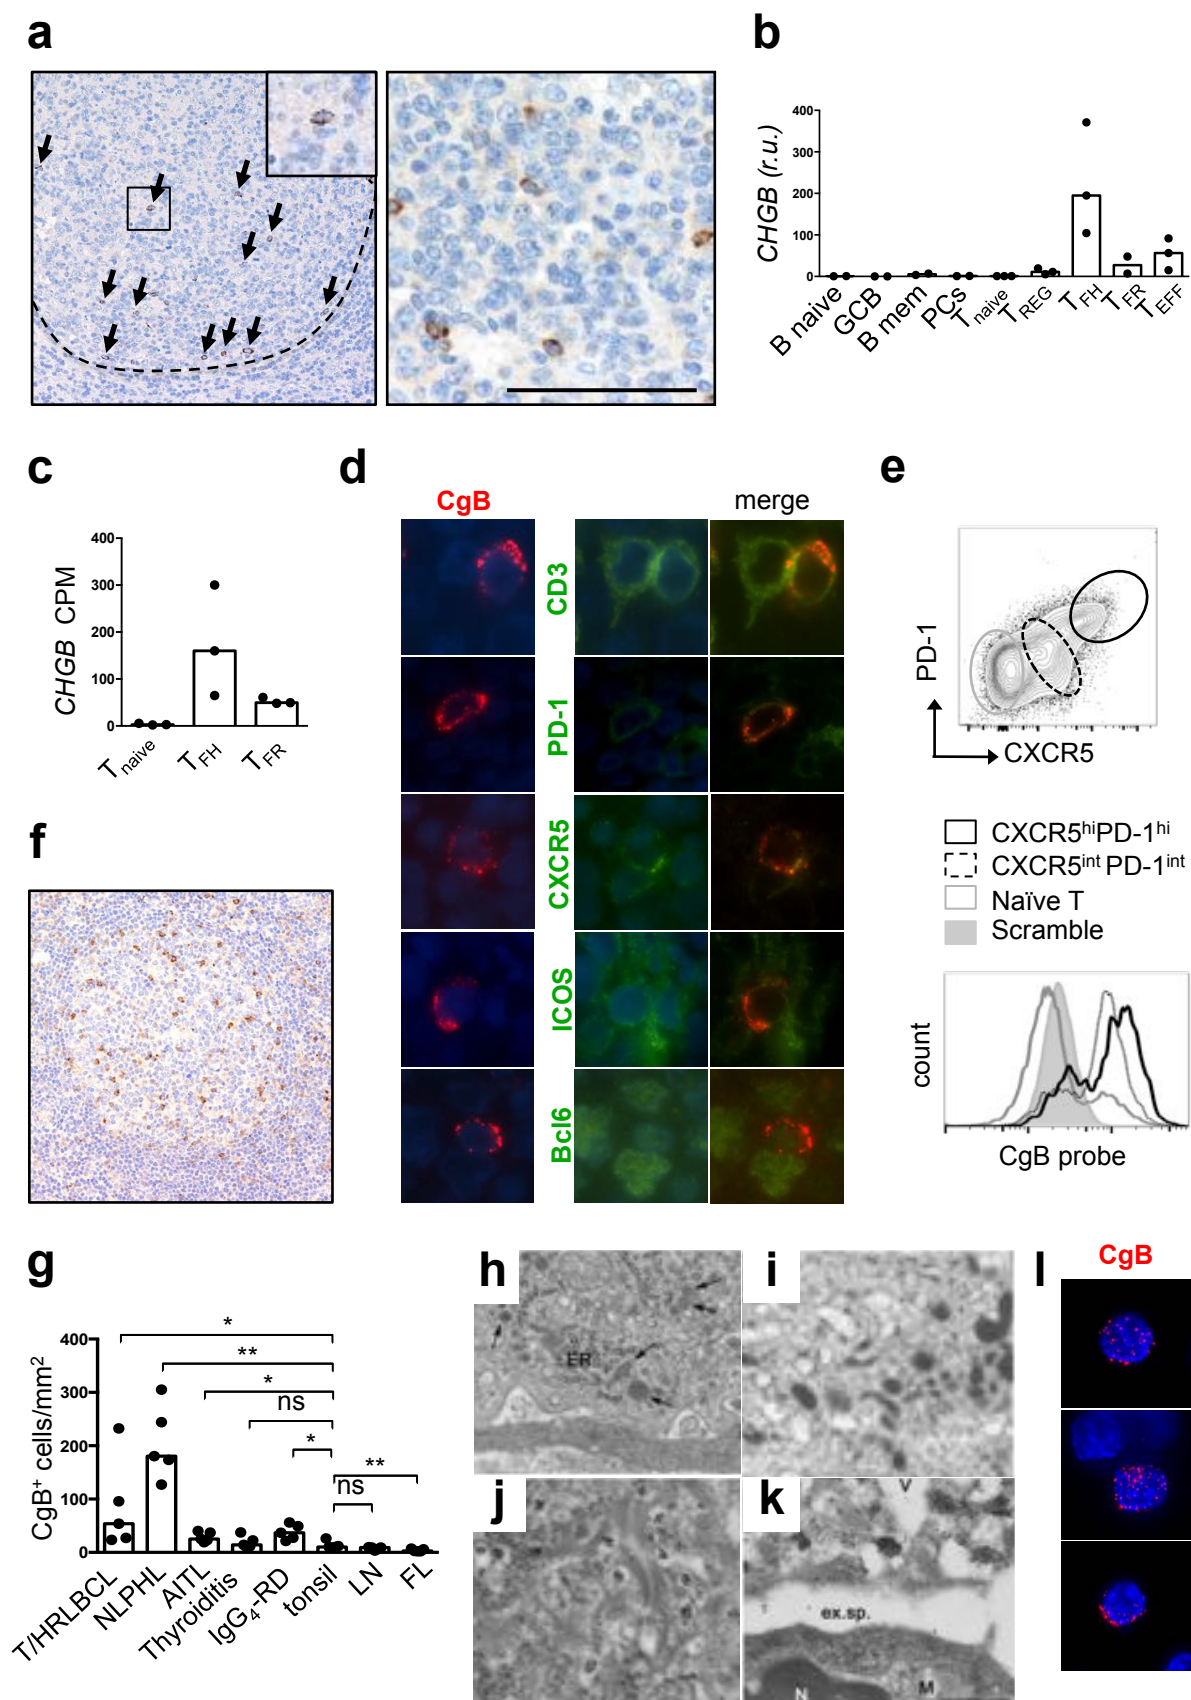 a
b
CHGB (r.u.)
400
300
200
100
0
B naive
GCB
B mem
PCs
T naive
T REG
T FH
T FR
T EFF
c
CHGB CPM
400
300
200
100
0
T naive
T FH
T FR
d
CgB
merge
CD3
PD-1
CXCR5
ICOS
Bcl6
e
PD-1
CXCR5
CXCR5hiPD-1hi
CXCR5int PD-1int
Naïve T
Scramble
count
CgB probe
f
g
CgB+ cells/mm2
400
300
200
100
0
*
**
*
ns
*
ns
**
T/HRLBCL
NLPHL
AITL
Thyroiditis
IgG4-RD
tonsil
LN
FL
h
ER
i
j
k
V
ex.sp.
N
M
l
CgB